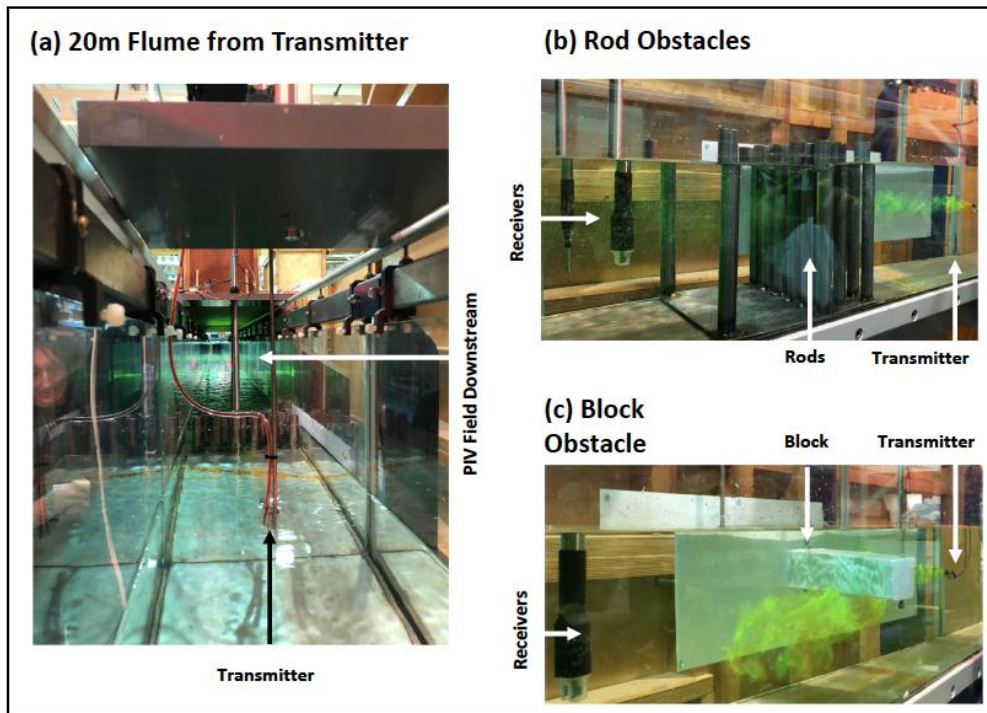 (a) 20m Flume from Transmitter
PIV Field Downstream
Transmitter
(b) Rod Obstacles
Receivers
Rods
Transmitter
(c) Block
Obstacle
Block
Transmitter
Receivers